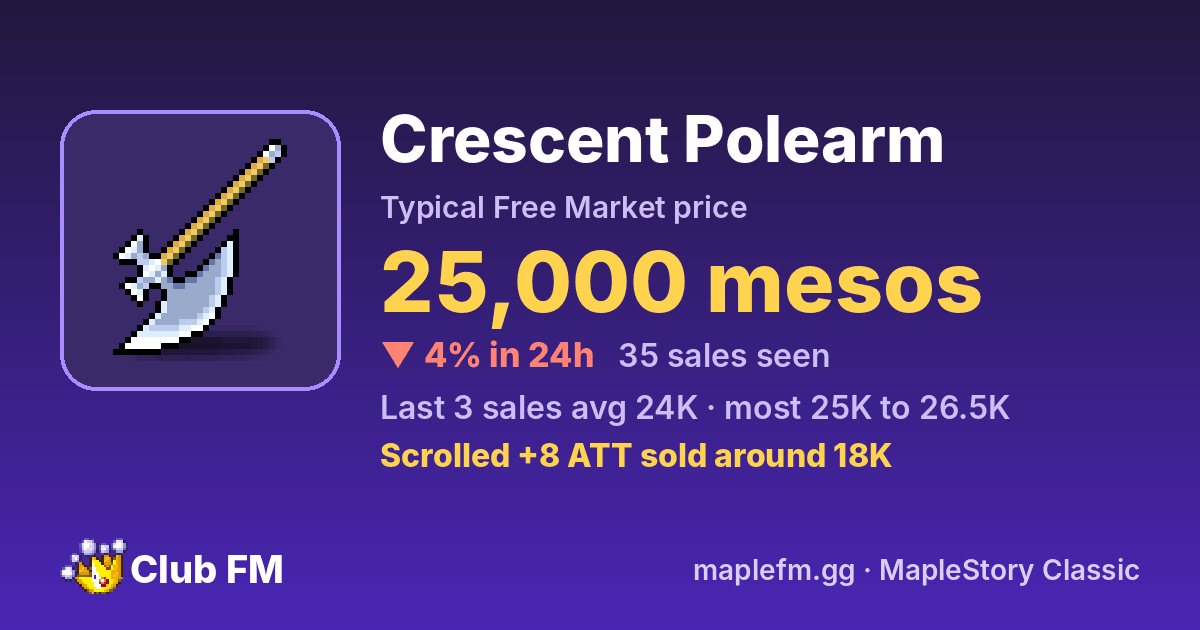 Crescent Polearm
Typical Free Market price
25,000 mesos
▼ 4% in 24h 35 sales seen
Last 3 sales avg 24K · most 25K to 26.5K
Scrolled +8 ATT sold around 18K
Club FM
maplefm.gg · MapleStory Classic